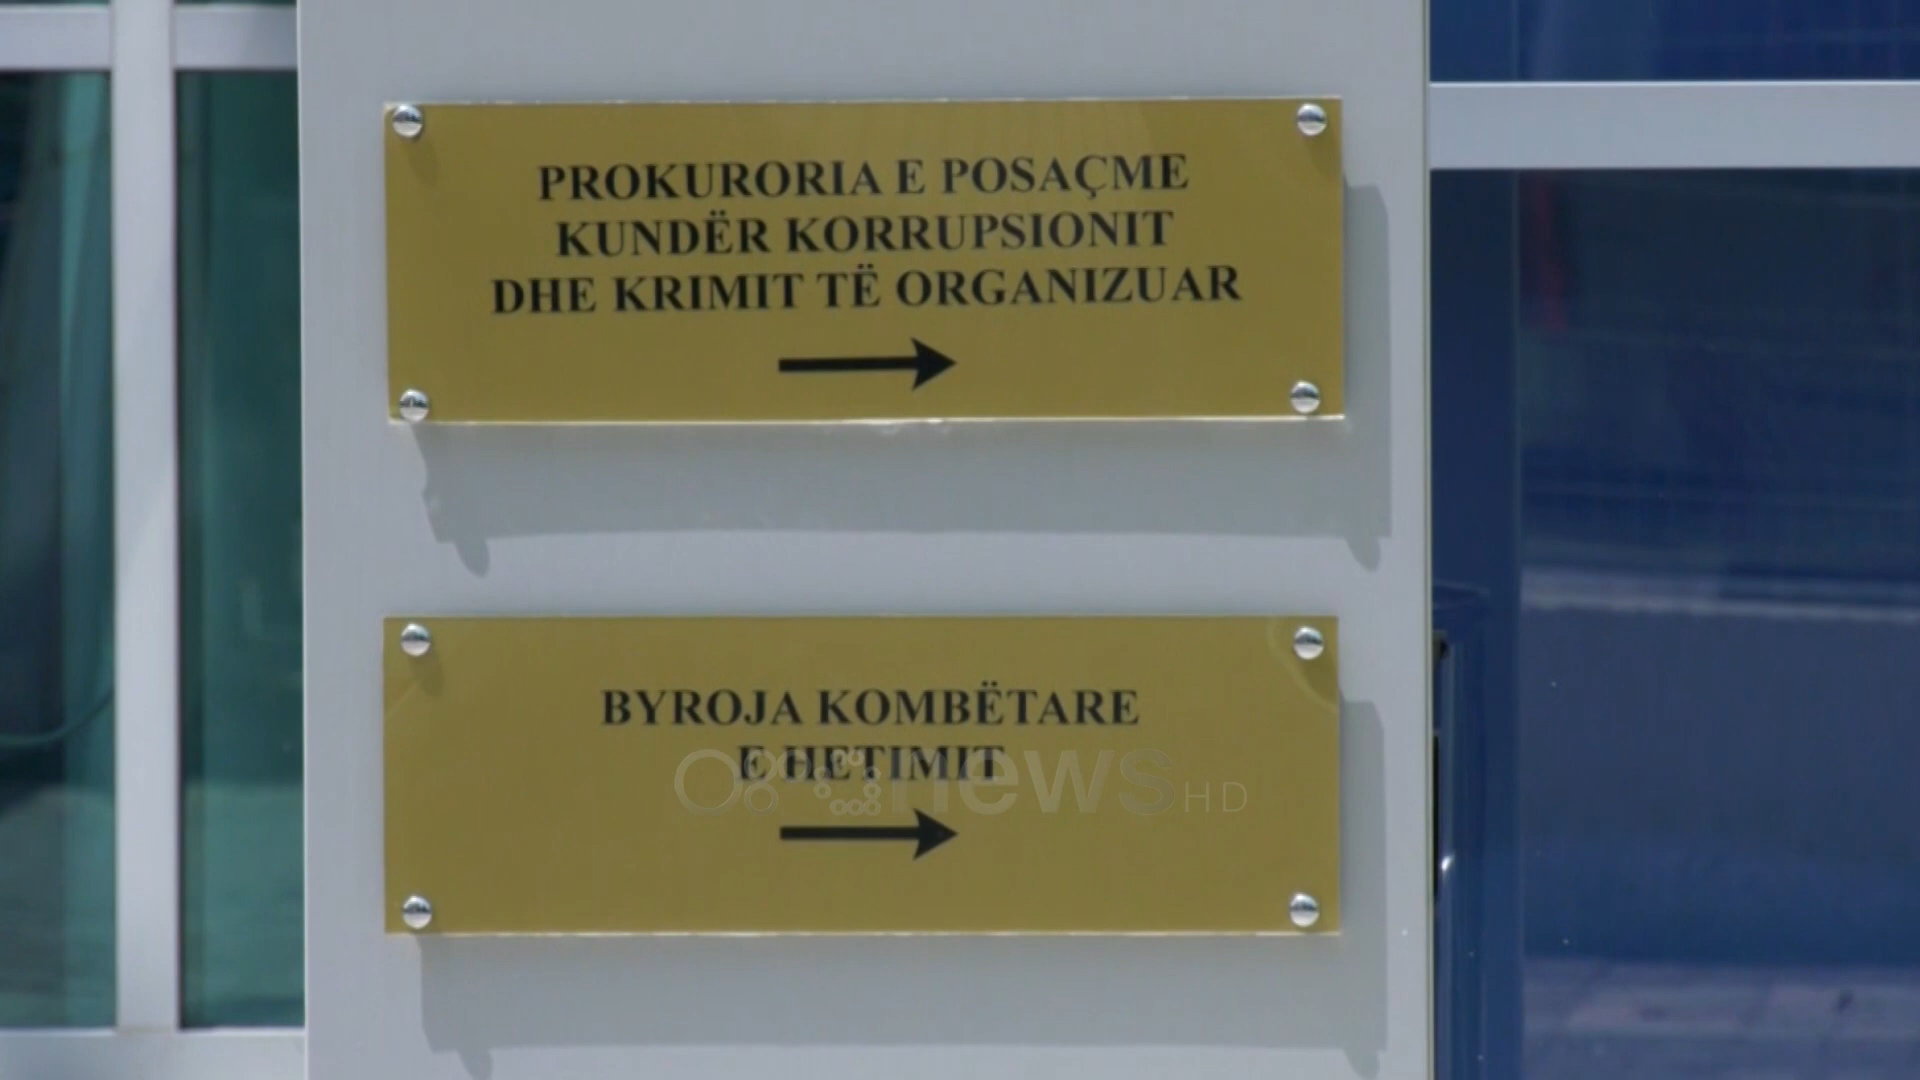 PROKURORIA E POSAÇME
KUNDËR KORRUPSIONIT
DHE KRIMIT TË ORGANIZUAR
BYROJA KOMBËTARE
E HETIMIT
news HD